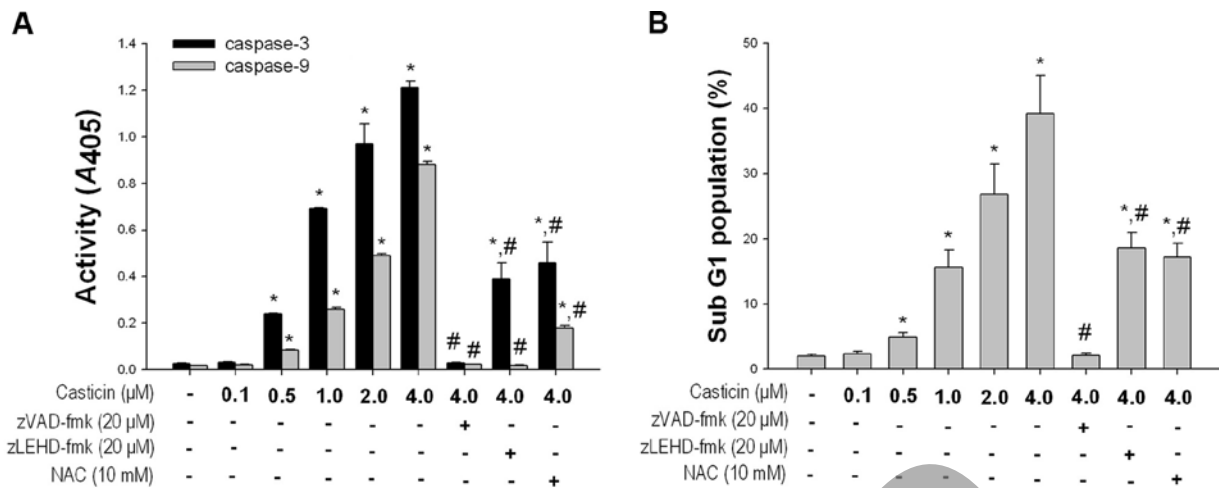 A
Activity (A405)
1.4
1.2
1.0
0.8
0.6
0.4
0.2
0.0
caspase-3
caspase-9
*
*
*
*
*
*
*
*
#
#
*,#
#
*,#
*,#
Casticin (µM) - 0.1 0.5 1.0 2.0 4.0 4.0 4.0 4.0
zVAD-fmk (20 µM) - - - - - - + - -
zLEHD-fmk (20 µM) - - - - - - - + -
NAC (10 mM) - - - - - - - - +
B
Sub G1 population (%)
50
40
30
20
10
0
*
*
*
*
#
*,#
*,#
Casticin (µM) - 0.1 0.5 1.0 2.0 4.0 4.0 4.0 4.0
zVAD-fmk (20 µM) - - - - - - + - -
zLEHD-fmk (20 µM) - - - - - - - + -
NAC (10 mM) - - - - - - - - +